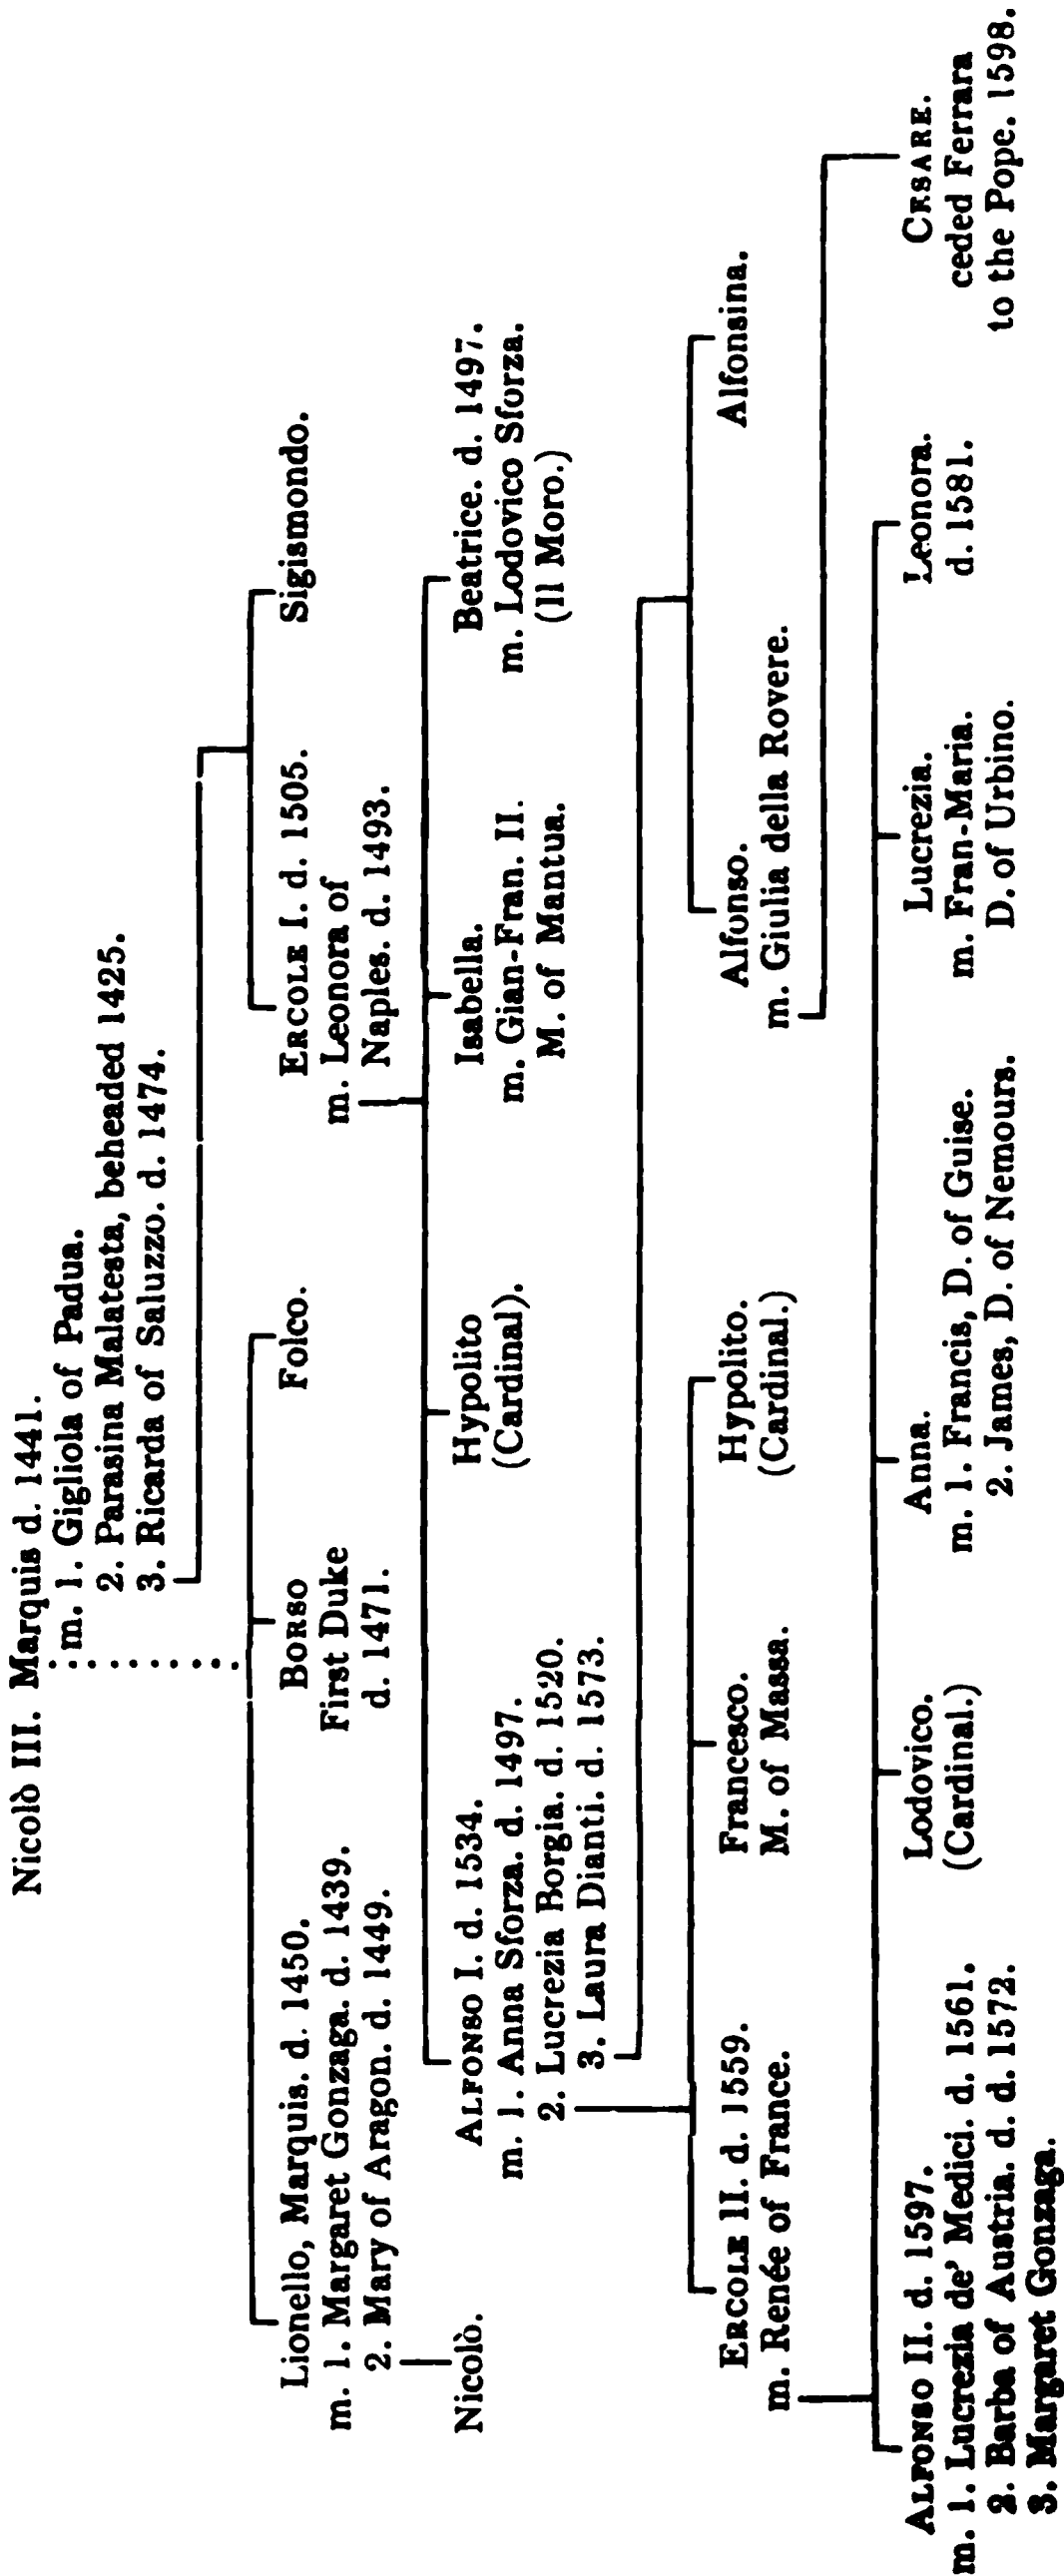 Nicolò III. Marquis d. 1441.
m. 1. Gigliola of Padua.
2. Parasina Malatesta, beheaded 1425.
3. Ricarda of Saluzzo. d. 1474.
Lionello, Marquis. d. 1450.
m. 1. Margaret Gonzaga. d. 1439.
2. Mary of Aragon. d. 1449.
BORSO
First Duke
d. 1471.
Folco.
ERCOLE I. d. 1505.
m. Leonora of
Naples. d. 1493.
Sigismondo.
Nicolò.
ALFONSO I. d. 1534.
m. 1. Anna Sforza. d. 1497.
2. Lucrezia Borgia. d. 1520.
3. Laura Dianti. d. 1573.
Hypolito
(Cardinal).
Isabella.
m. Gian-Fran. II.
M. of Mantua.
Beatrice. d. 1497.
m. Lodovico Sforza.
(Il Moro.)
ERCOLE II. d. 1559.
m. Renée of France.
Francesco.
M. of Massa.
Hypolito.
(Cardinal.)
Alfonso.
m. Giulia della Rovere.
Alfonsina.
ALFONSO II. d. 1597.
m. 1. Lucrezia de' Medici. d. 1561.
2. Barba of Austria. d. d. 1572.
3. Margaret Gonzaga.
Lodovico.
(Cardinal.)
Anna.
m. 1. Francis, D. of Guise.
2. James, D. of Nemours.
Lucrezia.
m. Fran-Maria.
D. of Urbino.
Leonora.
d. 1581.
CESARE.
ceded Ferrara
to the Pope. 1598.